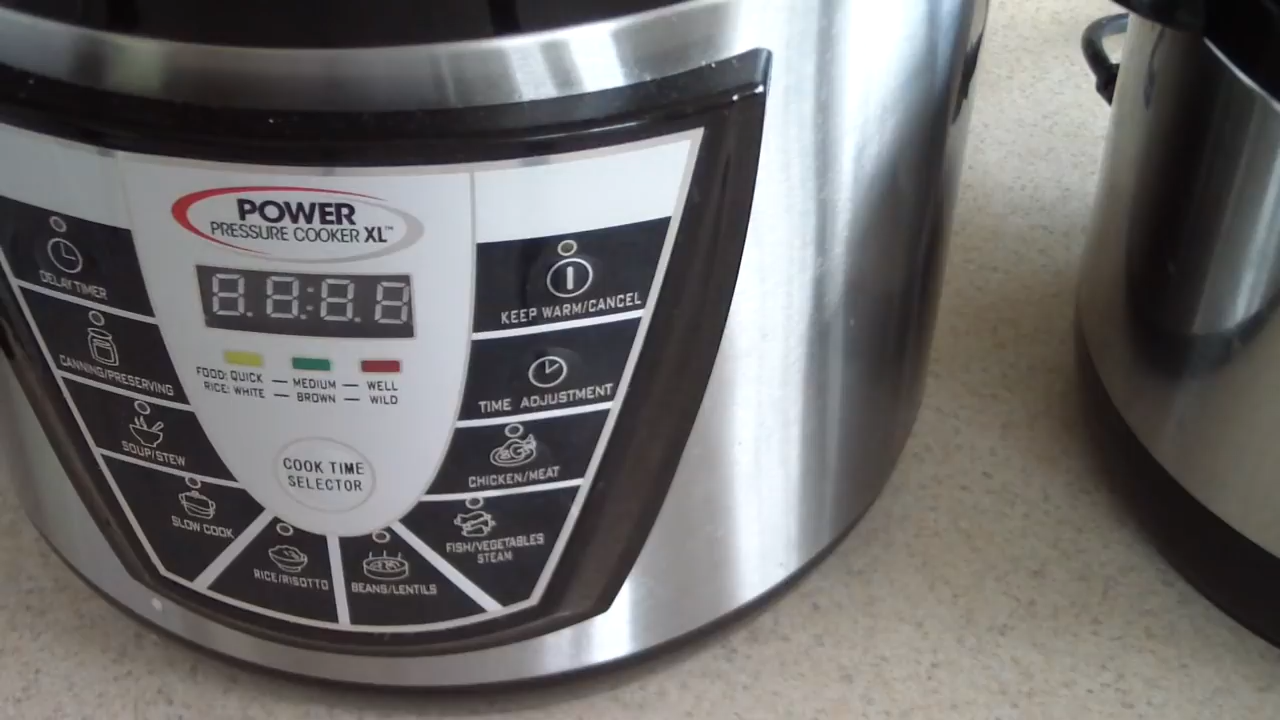 POWER
PRESSURE COOKER XL™
8.8:8.8
FOOD: QUICK — MEDIUM — WELL
RICE: WHITE — BROWN — WILD
COOK TIME
SELECTOR
DELAY TIMER
CANNING/PRESERVING
SOUP/STEW
SLOW COOK
RICE/RISOTTO
BEANS/LENTILS
FISH/VEGETABLES
STEAM
CHICKEN/MEAT
TIME ADJUSTMENT
KEEP WARM/CANCEL